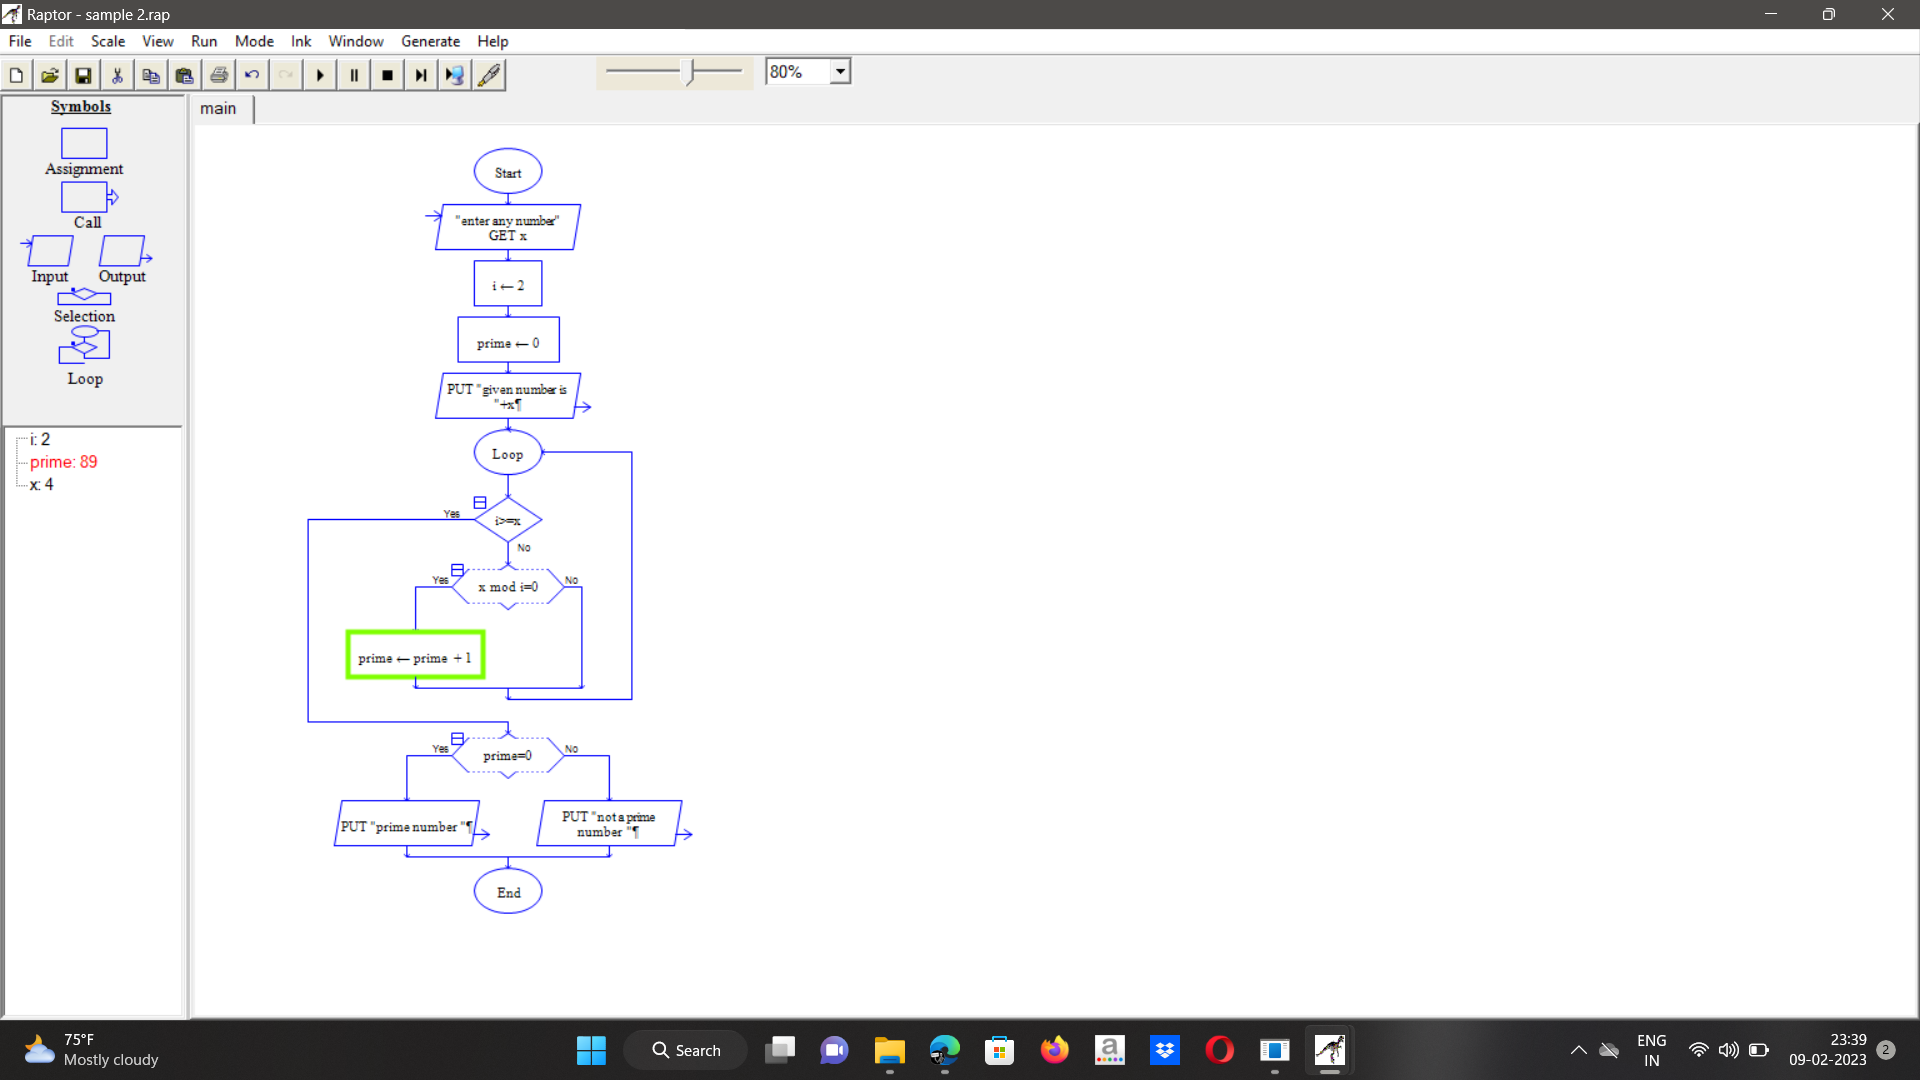 Raptor - sample 2.rap
File Edit Scale View Run Mode Ink Window Generate Help
80%
Symbols
Assignment
Call
Input Output
Selection
Loop
i: 2
prime: 89
x: 4
main
Start
"enter any number"
GET x
i ← 2
prime ← 0
PUT "given number is
"+x¶
Loop
Yes
i>=x
No
Yes
x mod i=0
No
prime ← prime + 1
Yes
prime=0
No
PUT "prime number "¶
PUT "not a prime
number "¶
End
75°F
Mostly cloudy
Search
a
ENG
IN
23:39
09-02-2023
2